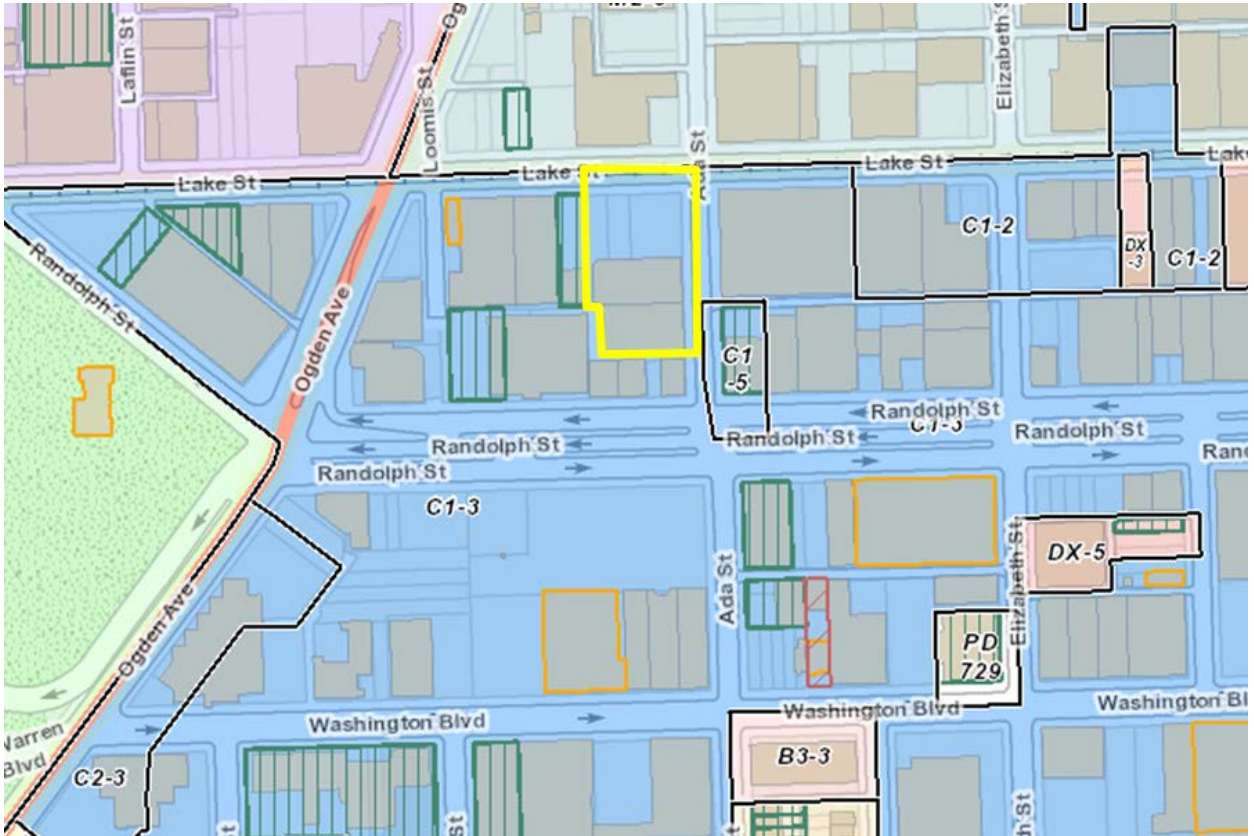 Laflin St
Og
Loomis St
Elizabeth S
Ada St
Lake St
Lake St
Lake St
Lake
Randolph St
C1-2
DX
-3
C1-2
Ogden Ave
C1
-5
Randolph St
C1-3
Randolph St
Randolph St
Randolph St
Rand
Randolph St
C1-3
DX-5
Elizabeth St
Ada St
Ogden Ave
PD
729
Washington Blvd
Washington Blvd
Washington Bl
Warren
Blvd
C2-3
B3-3
t
St
t
St